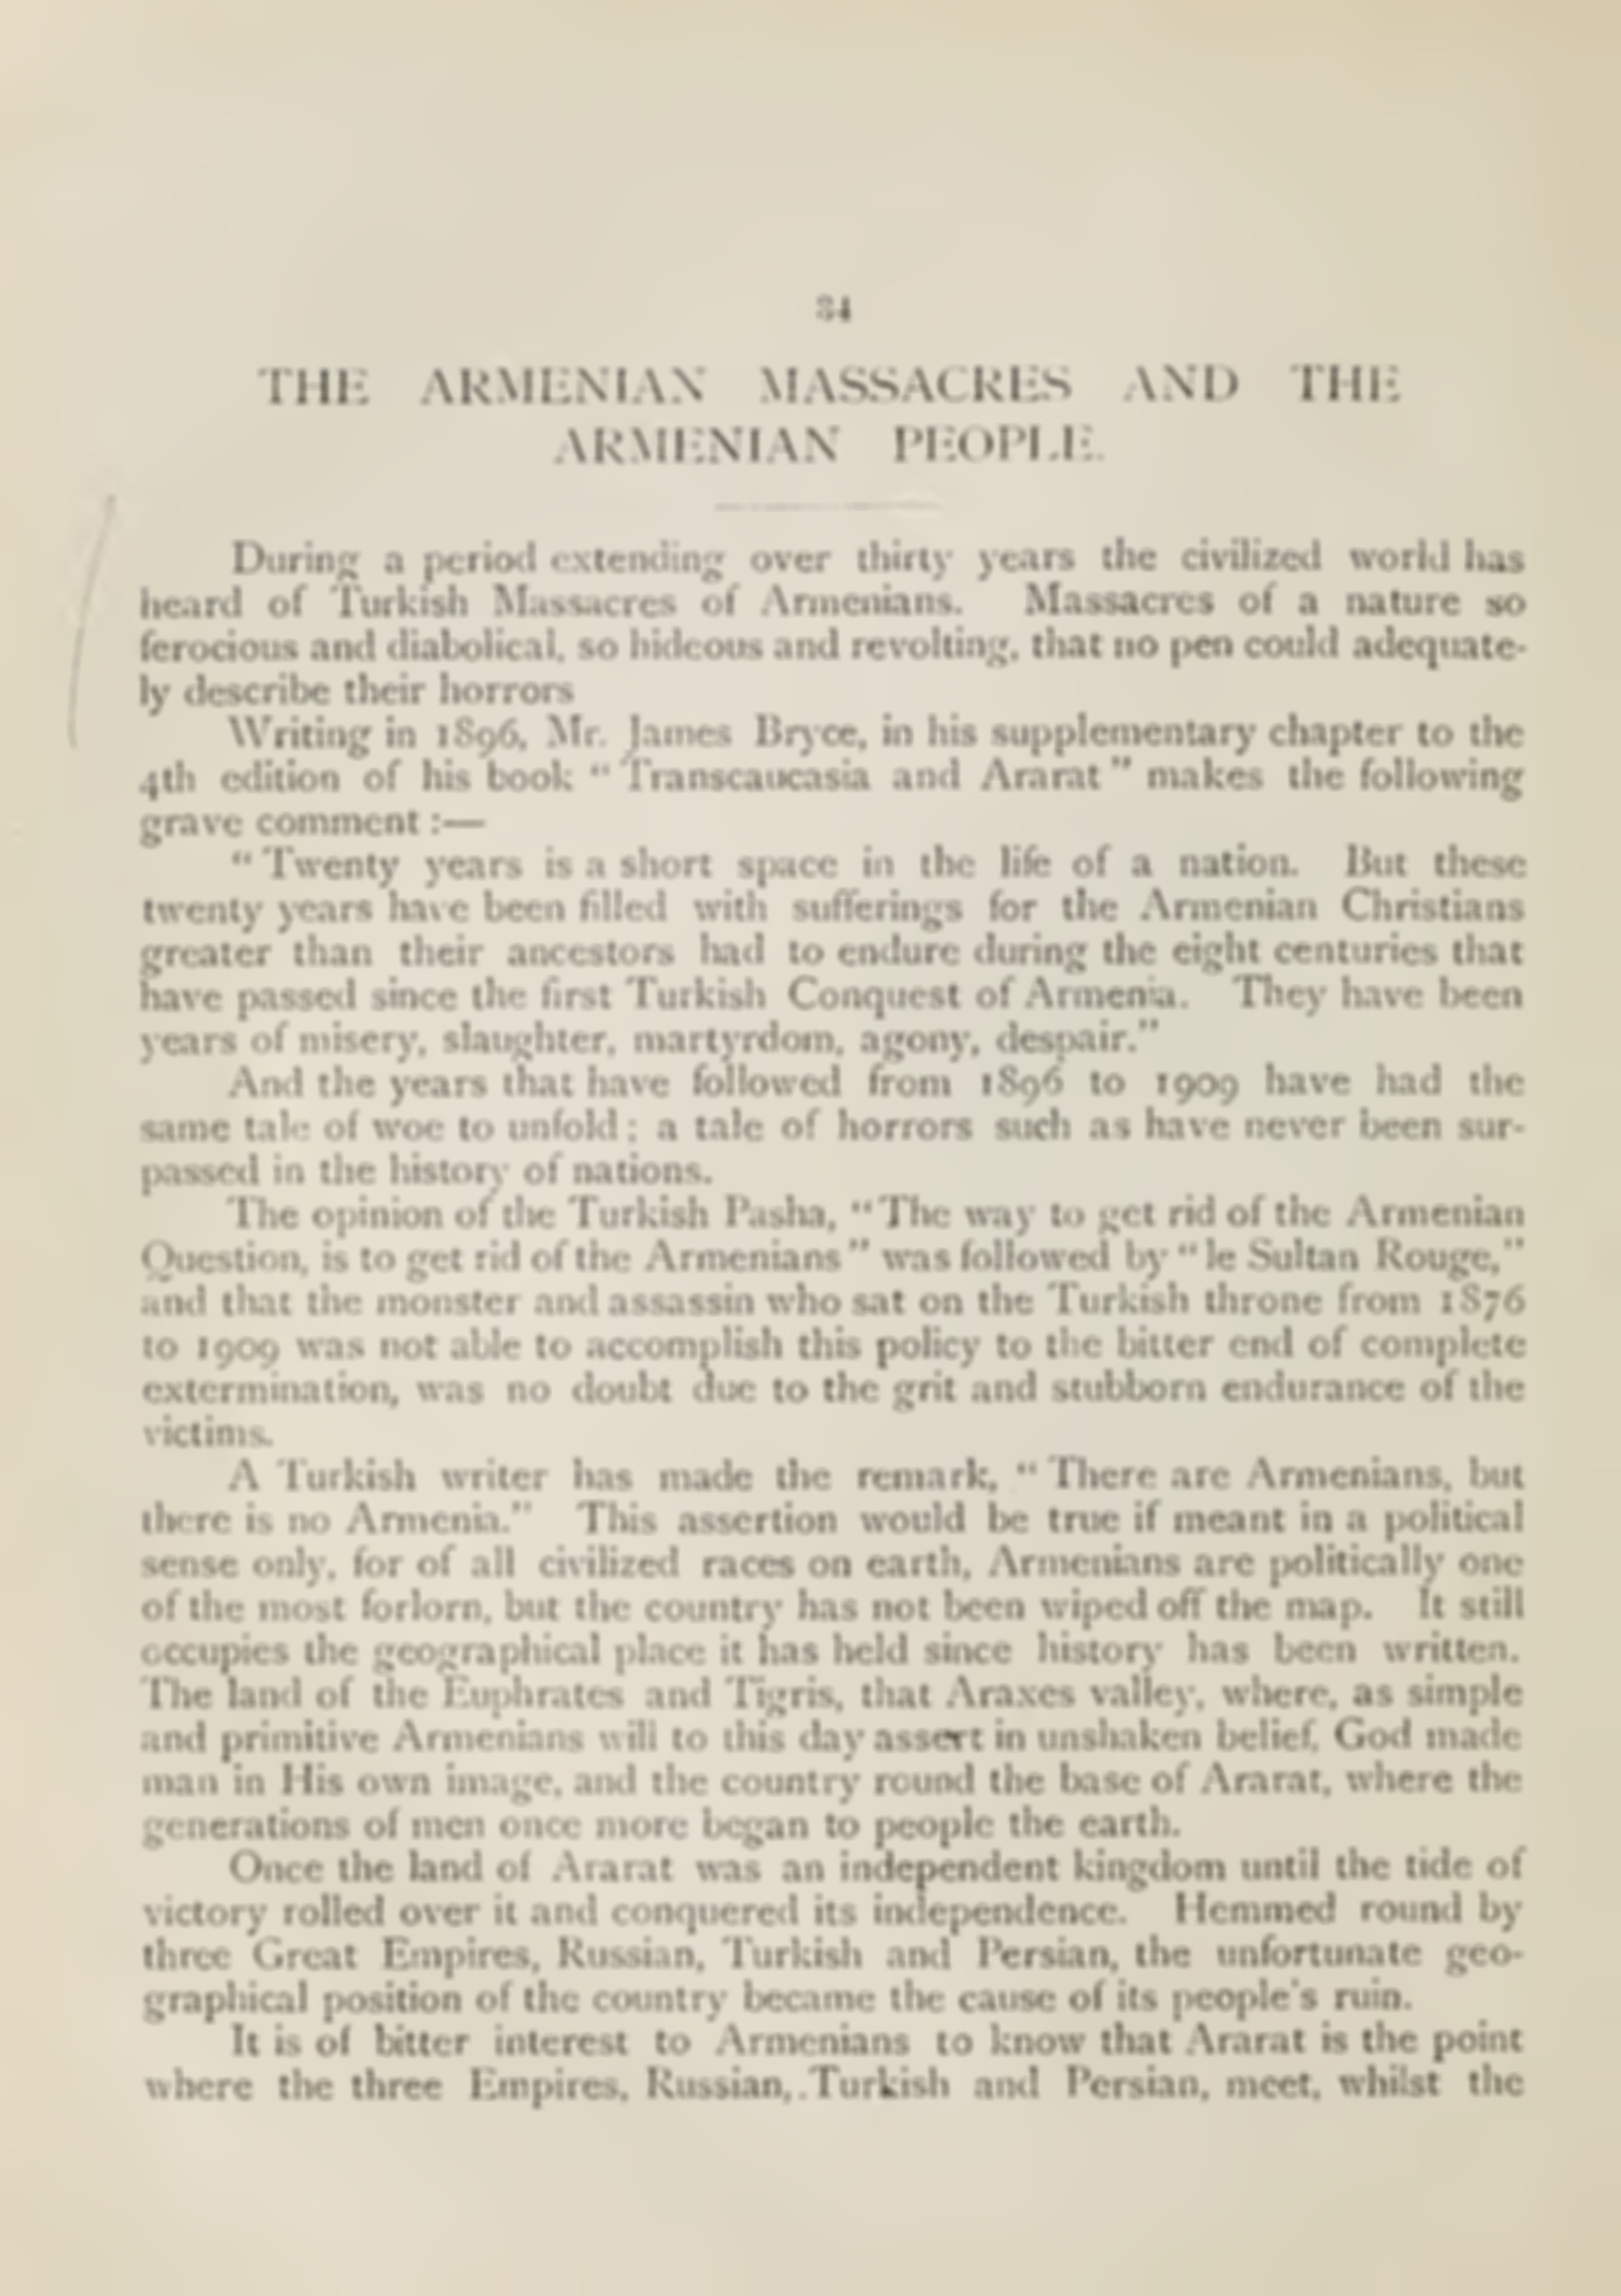 34
THE ARMENIAN MASSACRES AND THE
ARMENIAN PEOPLE.
During a period extending over thirty years the civilized world has
heard of Turkish Massacres of Armenians. Massacres of a nature so
ferocious and diabolical, so hideous and revolting, that no pen could adequate-
ly describe their horrors
Writing in 1896, Mr. James Bryce, in his supplementary chapter to the
4th edition of his book “Transcaucasia and Ararat” makes the following
grave comment :—
“Twenty years is a short space in the life of a nation. But these
twenty years have been filled with sufferings for the Armenian Christians
greater than their ancestors had to endure during the eight centuries that
have passed since the first Turkish Conquest of Armenia. They have been
years of misery, slaughter, martyrdom, agony, despair.”
And the years that have followed from 1896 to 1909 have had the
same tale of woe to unfold; a tale of horrors such as have never been sur-
passed in the history of nations.
The opinion of the Turkish Pasha, “The way to get rid of the Armenian
Question, is to get rid of the Armenians” was followed by “le Sultan Rouge,”
and that the monster and assassin who sat on the Turkish throne from 1876
to 1909 was not able to accomplish this policy to the bitter end of complete
extermination, was no doubt due to the grit and stubborn endurance of the
victims.
A Turkish writer has made the remark, “There are Armenians, but
there is no Armenia.” This assertion would be true if meant in a political
sense only, for of all civilized races on earth, Armenians are politically one
of the most forlorn, but the country has not been wiped off the map. It still
occupies the geographical place it has held since history has been written.
The land of the Euphrates and Tigris, that Araxes valley, where, as simple
and primitive Armenians will to this day assert in unshaken belief, God made
man in His own image, and the country round the base of Ararat, where the
generations of men once more began to people the earth.
Once the land of Ararat was an independent kingdom until the tide of
victory rolled over it and conquered its independence. Hemmed round by
three Great Empires, Russian, Turkish and Persian, the unfortunate geo-
graphical position of the country became the cause of its people's ruin.
It is of bitter interest to Armenians to know that Ararat is the point
where the three Empires, Russian, Turkish and Persian, meet, whilst the